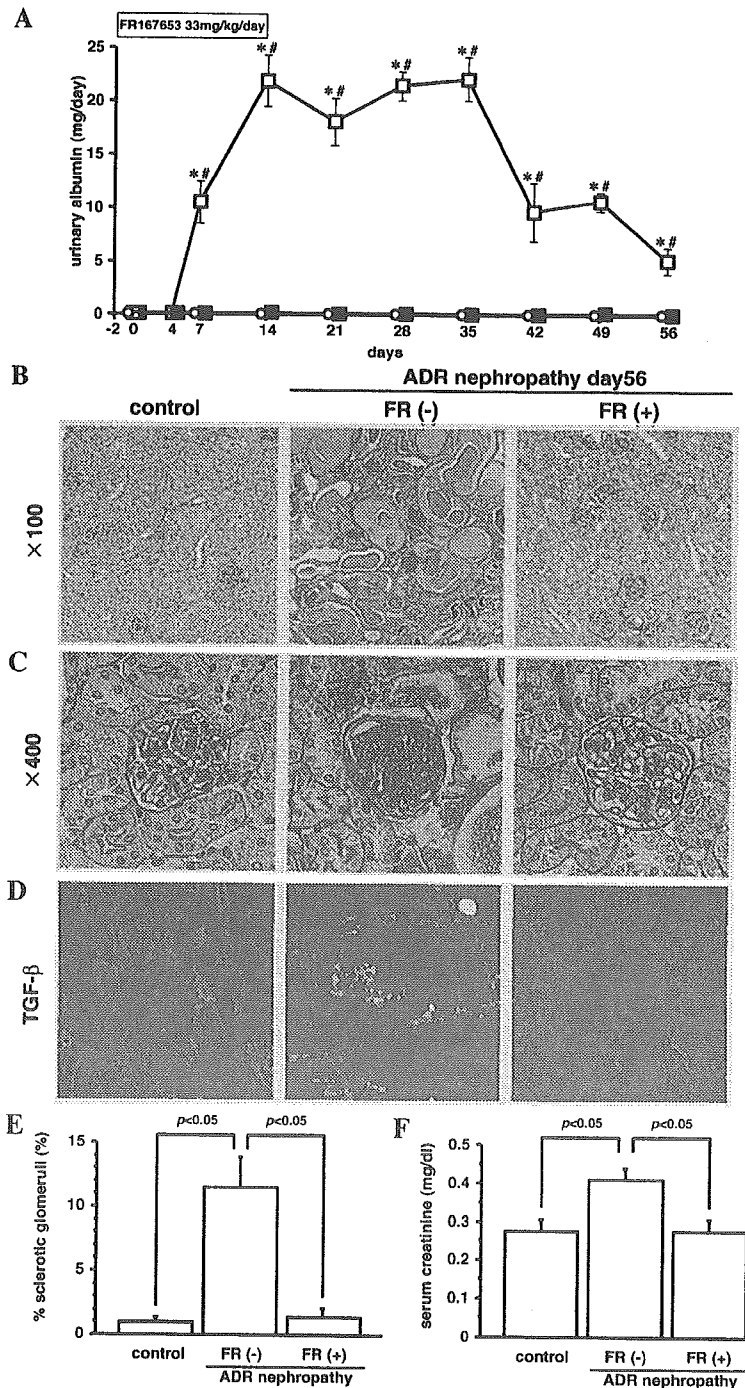 A
FR167653 33mg/kg/day
urinary albumin (mg/day)
25
20
15
10
5
0
*# *# *# *# *# *# *# *#
-2 0 4 7 14 21 28 35 42 49 56
days
B
ADR nephropathy day56
control FR (-) FR (+)
×100
C
×400
D
TGF-β
E
p<0.05 p<0.05
% sclerotic glomeruli (%)
15
10
5
0
control FR (-) FR (+)
ADR nephropathy
F
p<0.05 p<0.05
serum creatinine (mg/dl)
0.5
0.4
0.3
0.2
0.1
0
control FR (-) FR (+)
ADR nephropathy